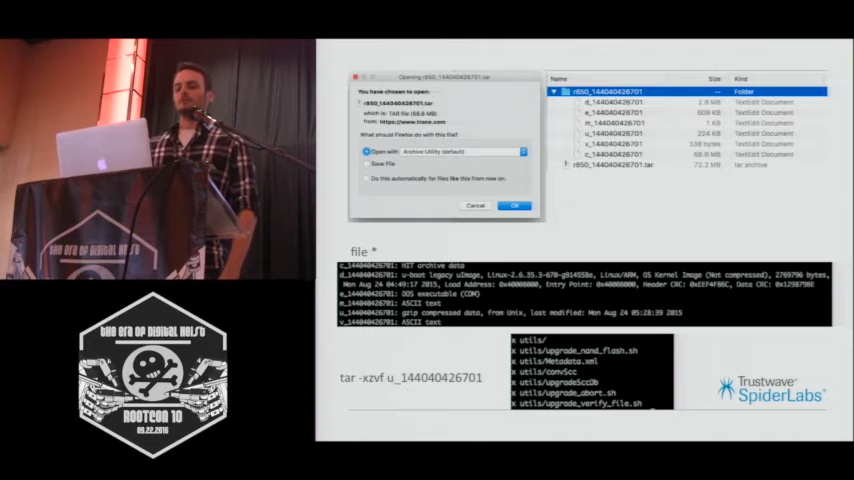 Opening r850_144040426701.tar
You have chosen to open:
r850_144040426701.tar
which is: TAR file (68.8 MB)
from: https://www.trane.com
What should Firefox do with this file?
Open with Archive Utility (default)
Save File
Do this automatically for files like this from now on.
Cancel OK
Name Size Kind
r850_144040426701 -- Folder
d_144040426701 2.8 MB TextEdit Document
e_144040426701 608 KB TextEdit Document
m_144040426701 1 KB TextEdit Document
u_144040426701 224 KB TextEdit Document
v_144040426701 538 bytes TextEdit Document
c_144040426701 68.8 MB TextEdit Document
r850_144040426701.tar 72.2 MB tar archive
file *
c_144040426701: HIT archive data
d_144040426701: u-boot legacy uImage, Linux-2.6.35.3-670-g914558e, Linux/ARM, OS Kernel Image (Not compressed), 2769796 bytes,
Mon Aug 24 04:49:17 2015, Load Address: 0x40008000, Entry Point: 0x40008000, Header CRC: 0xEEF4FB6C, Data CRC: 0x129879BE
e_144040426701: DOS executable (COM)
m_144040426701: ASCII text
u_144040426701: gzip compressed data, from Unix, last modified: Mon Aug 24 05:28:39 2015
v_144040426701: ASCII text
tar -xzvf u_144040426701
x utils/
x utils/upgrade_nand_flash.sh
x utils/Metadata.xml
x utils/convScc
x utils/upgradeSccDb
x utils/upgrade_abort.sh
x utils/upgrade_verify_file.sh
Trustwave®
SpiderLabs®
THE ERA OF DIGITAL HEIST
THE ERA OF DIGITAL HEIST
ROOTCON 10
09.22.2016